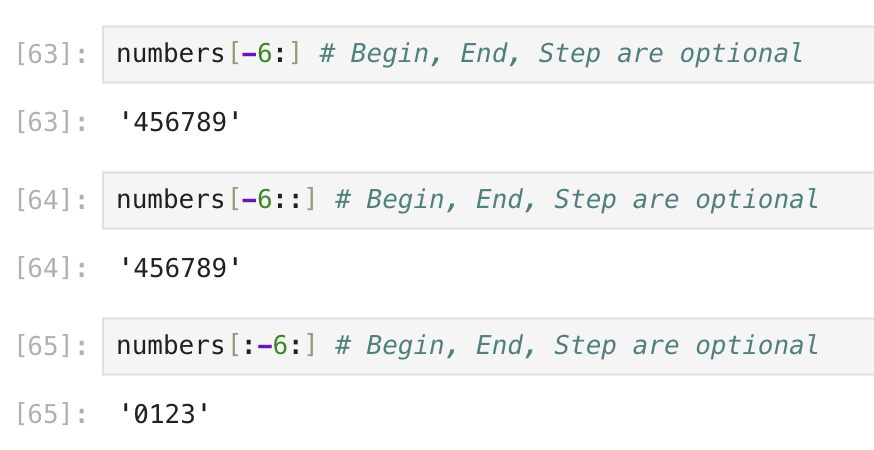 [63]: numbers[-6:] # Begin, End, Step are optional
[63]: '456789'
[64]: numbers[-6::] # Begin, End, Step are optional
[64]: '456789'
[65]: numbers[:-6:] # Begin, End, Step are optional
[65]: '0123'